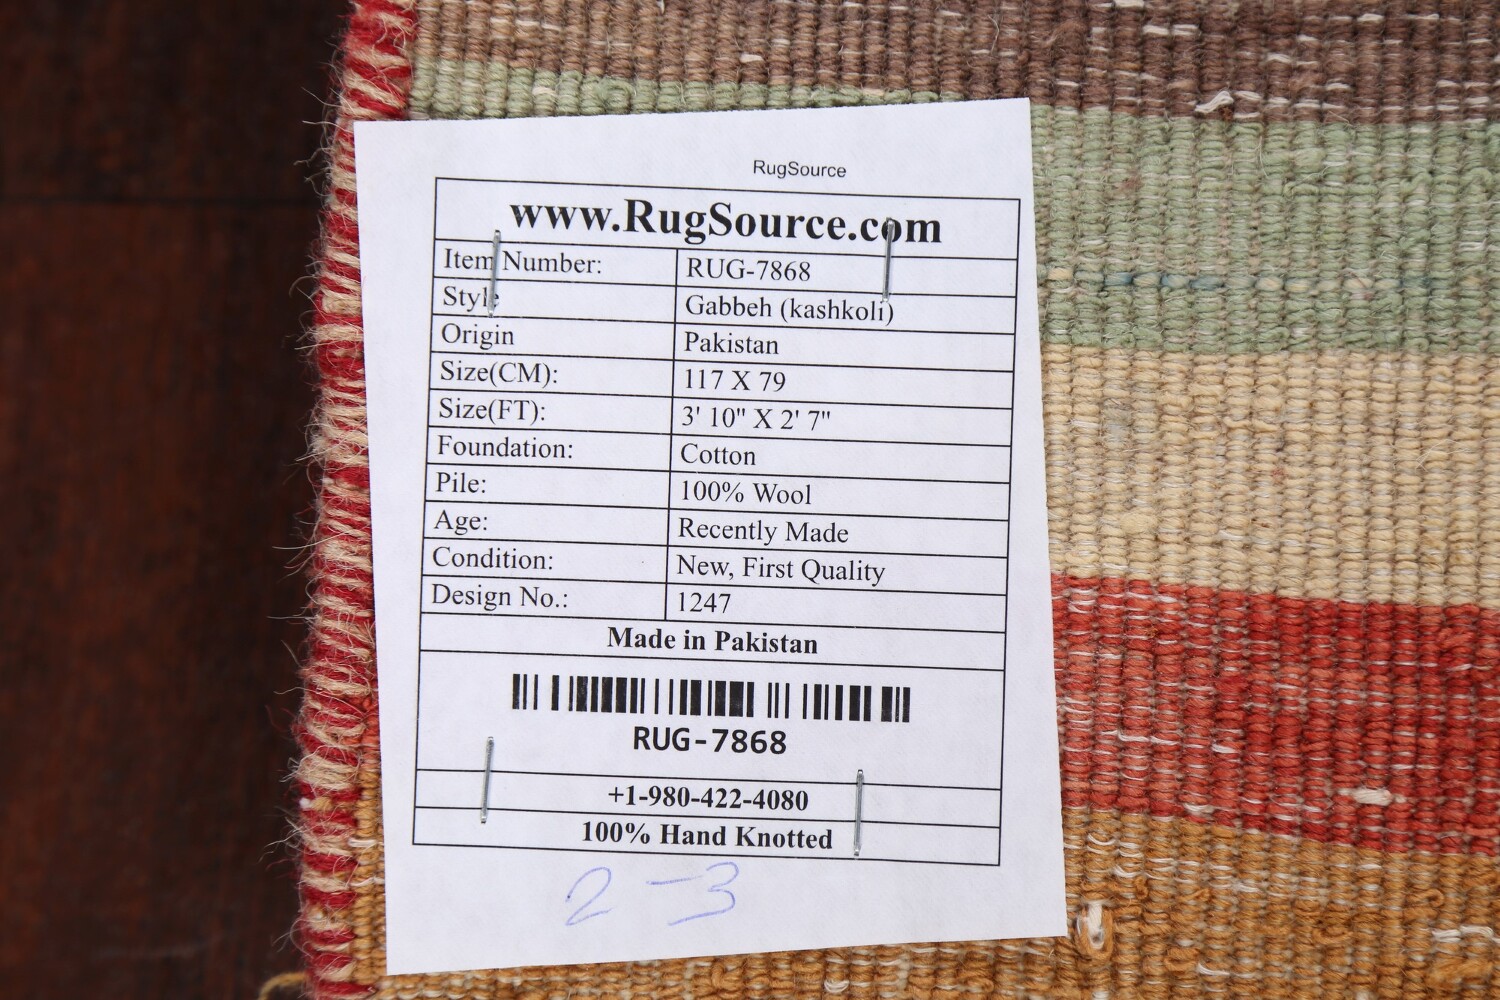 RugSource
www.RugSource.com
Item Number: RUG-7868
Style Gabbeh (kashkoli)
Origin Pakistan
Size(CM): 117 X 79
Size(FT): 3' 10" X 2' 7"
Foundation: Cotton
Pile: 100% Wool
Age: Recently Made
Condition: New, First Quality
Design No.: 1247
Made in Pakistan
RUG-7868
+1-980-422-4080
100% Hand Knotted
2-3